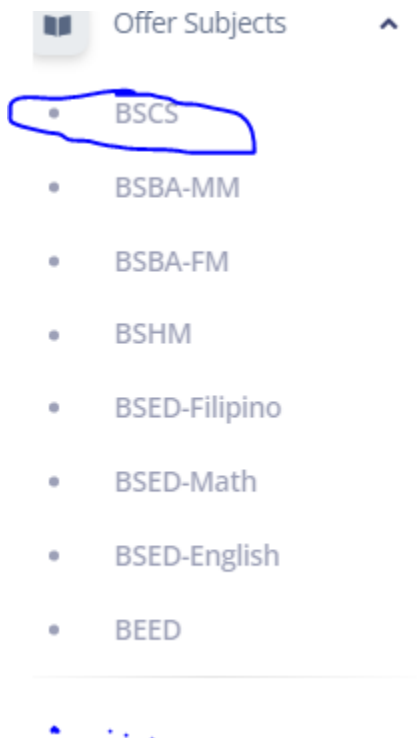 Offer Subjects
BSCS
BSBA-MM
BSBA-FM
BSHM
BSED-Filipino
BSED-Math
BSED-English
BEED